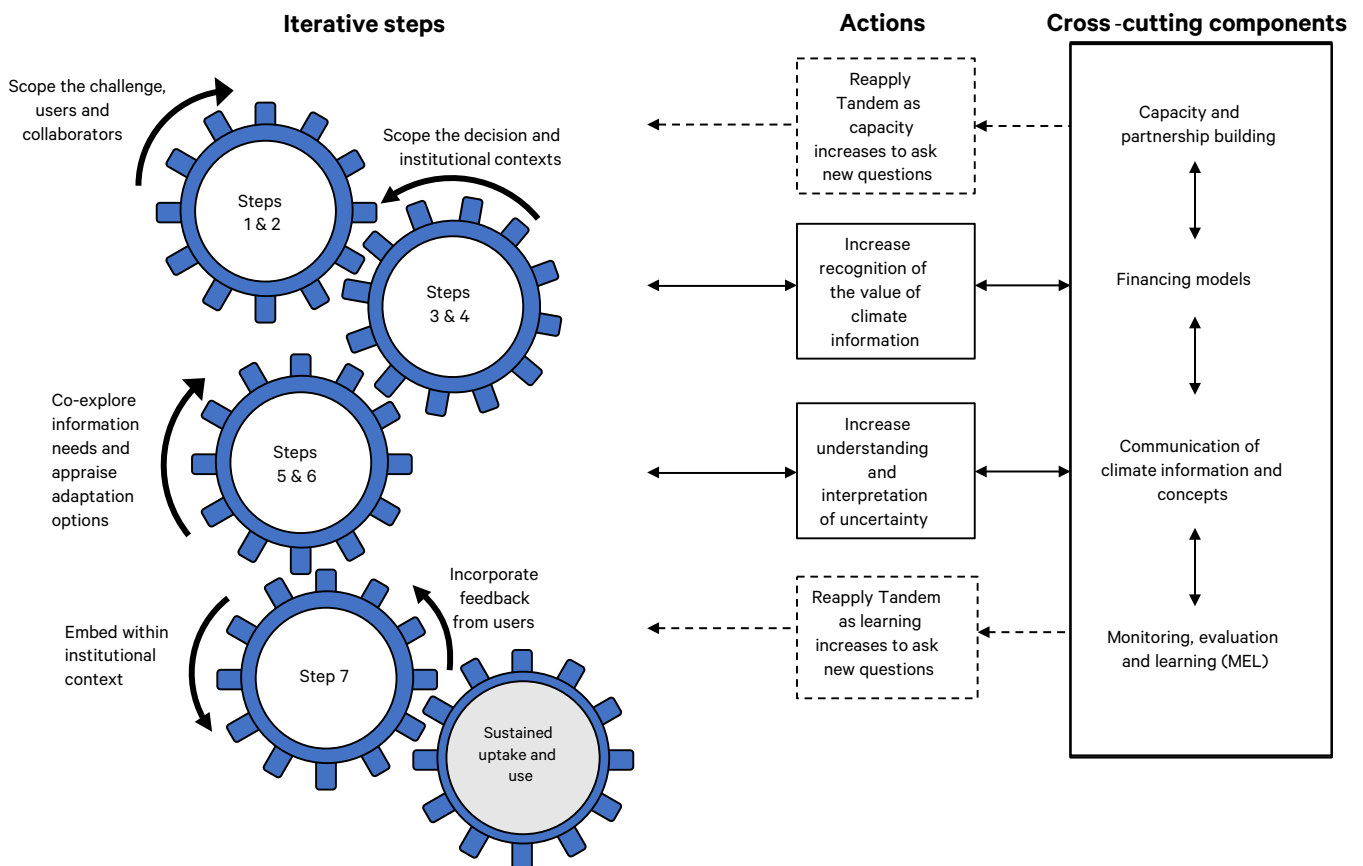 Iterative steps
Actions
Cross-cutting components
Scope the challenge,
users and
collaborators
Steps
1 & 2
Scope the decision and
institutional contexts
Steps
3 & 4
Co-explore
information
needs and
appraise
adaptation
options
Steps
5 & 6
Embed within
institutional
context
Step 7
Incorporate
feedback
from users
Sustained
uptake and
use
Reapply
Tandem as
capacity
increases to ask
new questions
Increase
recognition of
the value of
climate
information
Increase
understanding
and
interpretation
of uncertainty
Reapply Tandem
as learning
increases to ask
new questions
Capacity and
partnership building
Financing models
Communication of
climate information and
concepts
Monitoring, evaluation
and learning (MEL)